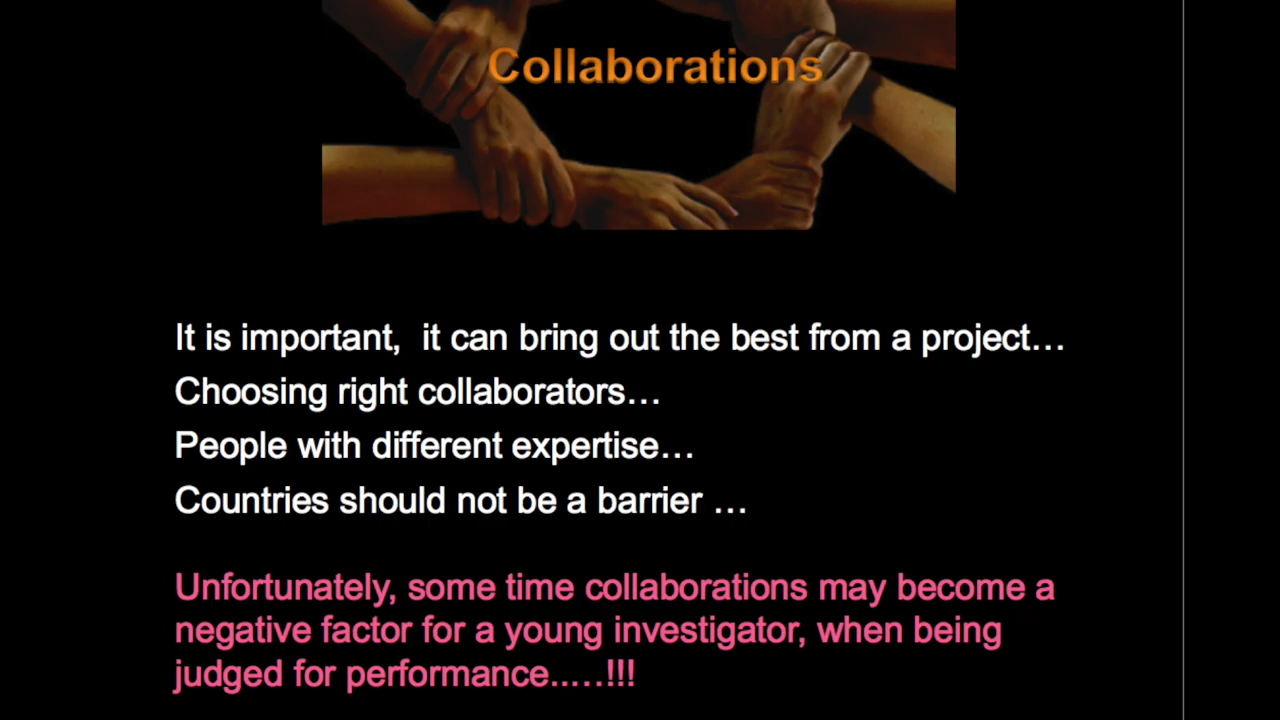 Collaborations
It is important,  it can bring out the best from a project…
Choosing right collaborators…
People with different expertise…
Countries should not be a barrier …
Unfortunately, some time collaborations may become a
negative factor for a young investigator, when being
judged for performance..…!!!